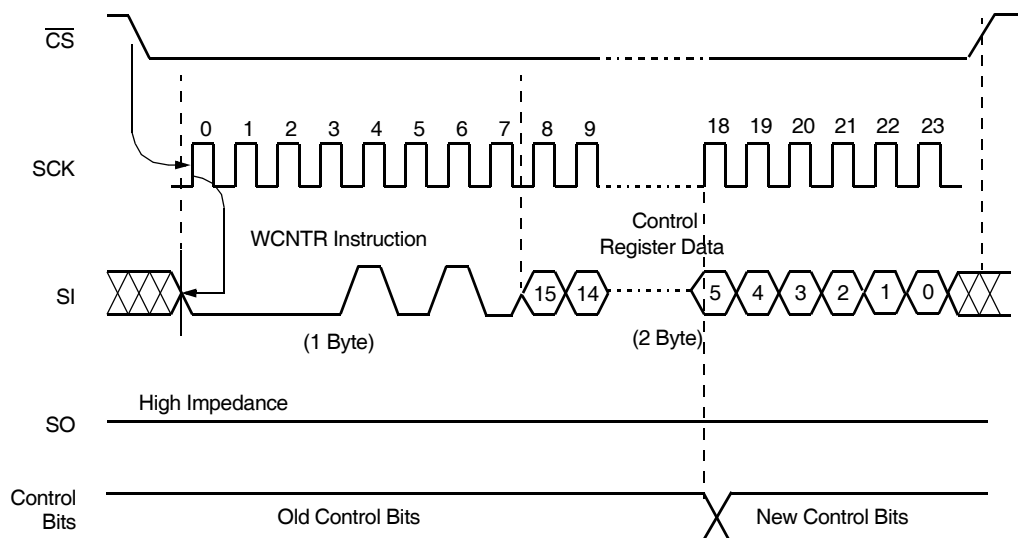 CS
0 1 2 3 4 5 6 7 8 9 18 19 20 21 22 23
SCK
WCNTR Instruction
Control
Register Data
SI
15 14 5 4 3 2 1 0
(1 Byte)
(2 Byte)
High Impedance
SO
Control
Bits
Old Control Bits
New Control Bits